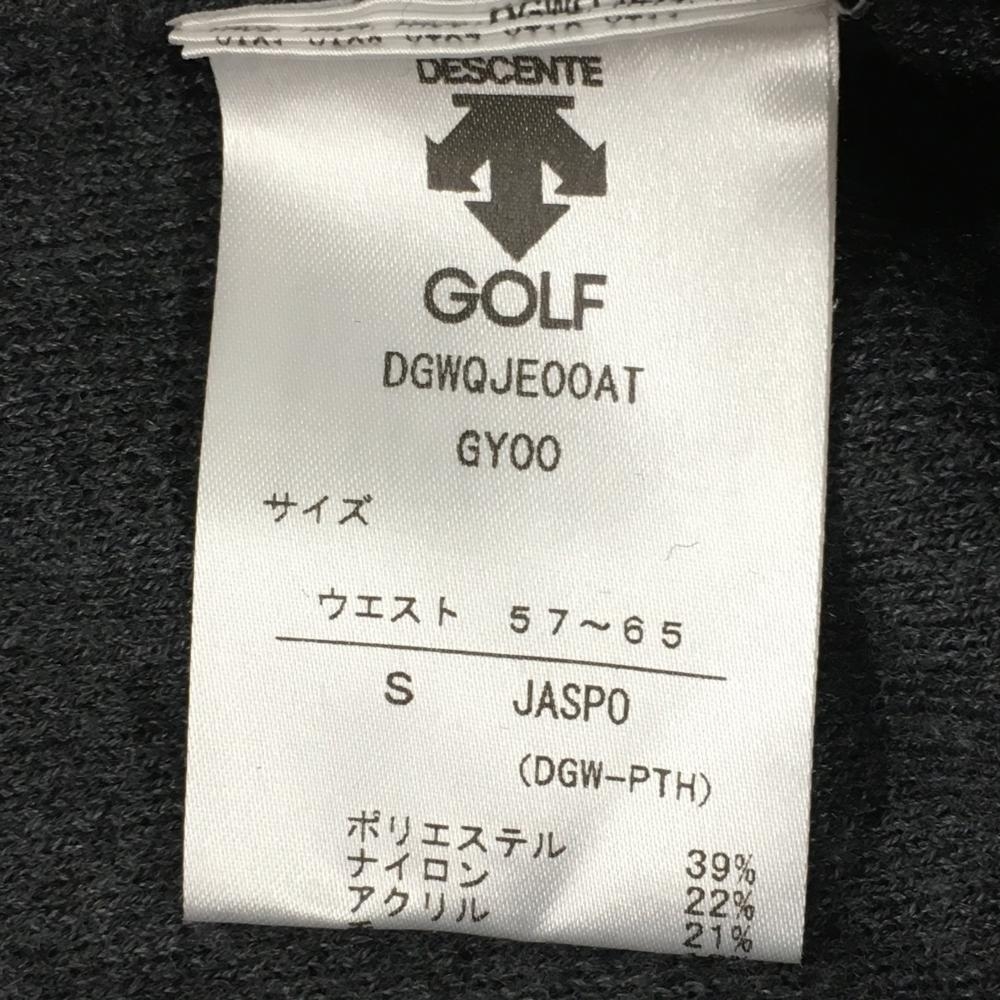 DESCENTE
GOLF
DGWQJE00AT
GY00
サイズ
ウエスト 57〜65
S JASPO
(DGW-PTH)
ポリエステル 39%
ナイロン 22%
アクリル 21%